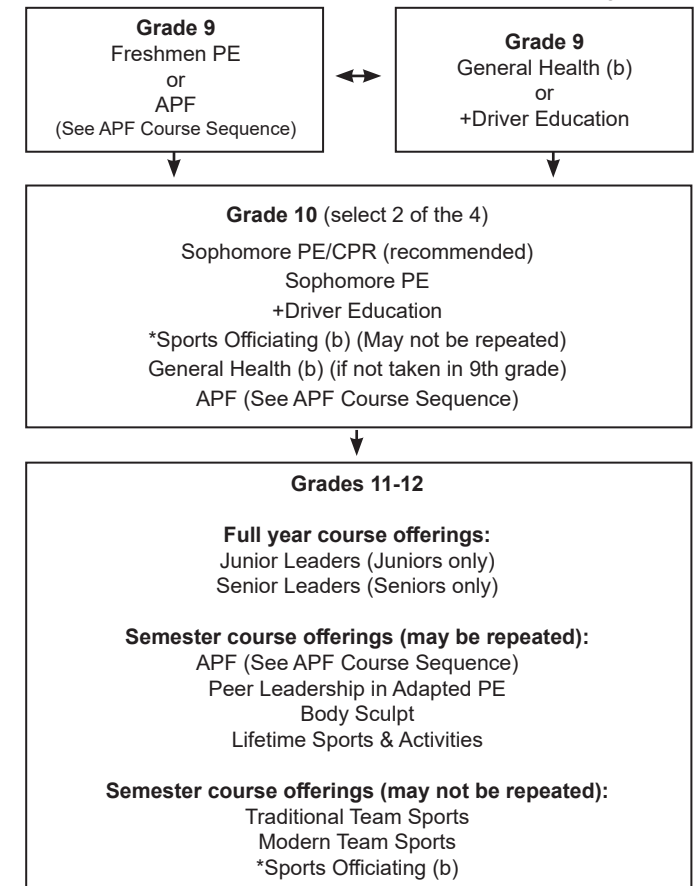 Grade 9
Freshmen PE
or
APF
(See APF Course Sequence)
Grade 9
General Health (b)
or
+Driver Education
Grade 10 (select 2 of the 4)
Sophomore PE/CPR (recommended)
Sophomore PE
+Driver Education
*Sports Officiating (b) (May not be repeated)
General Health (b) (if not taken in 9th grade)
APF (See APF Course Sequence)
Grades 11-12
Full year course offerings:
Junior Leaders (Juniors only)
Senior Leaders (Seniors only)
Semester course offerings (may be repeated):
APF (See APF Course Sequence)
Peer Leadership in Adapted PE
Body Sculpt
Lifetime Sports & Activities
Semester course offerings (may not be repeated):
Traditional Team Sports
Modern Team Sports
*Sports Officiating (b)